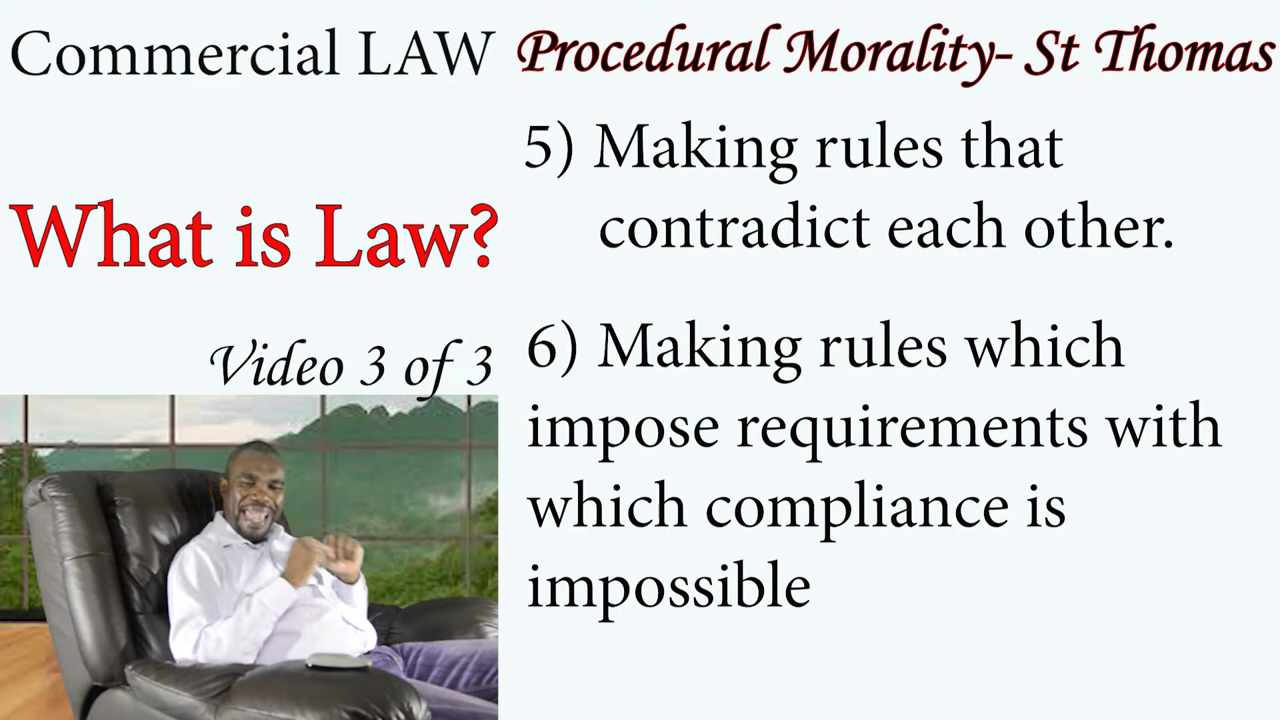 Commercial LAW
What is Law?
Video 3 of 3
Procedural Morality- St Thomas
5) Making rules that
contradict each other.
6) Making rules which
impose requirements with
which compliance is
impossible